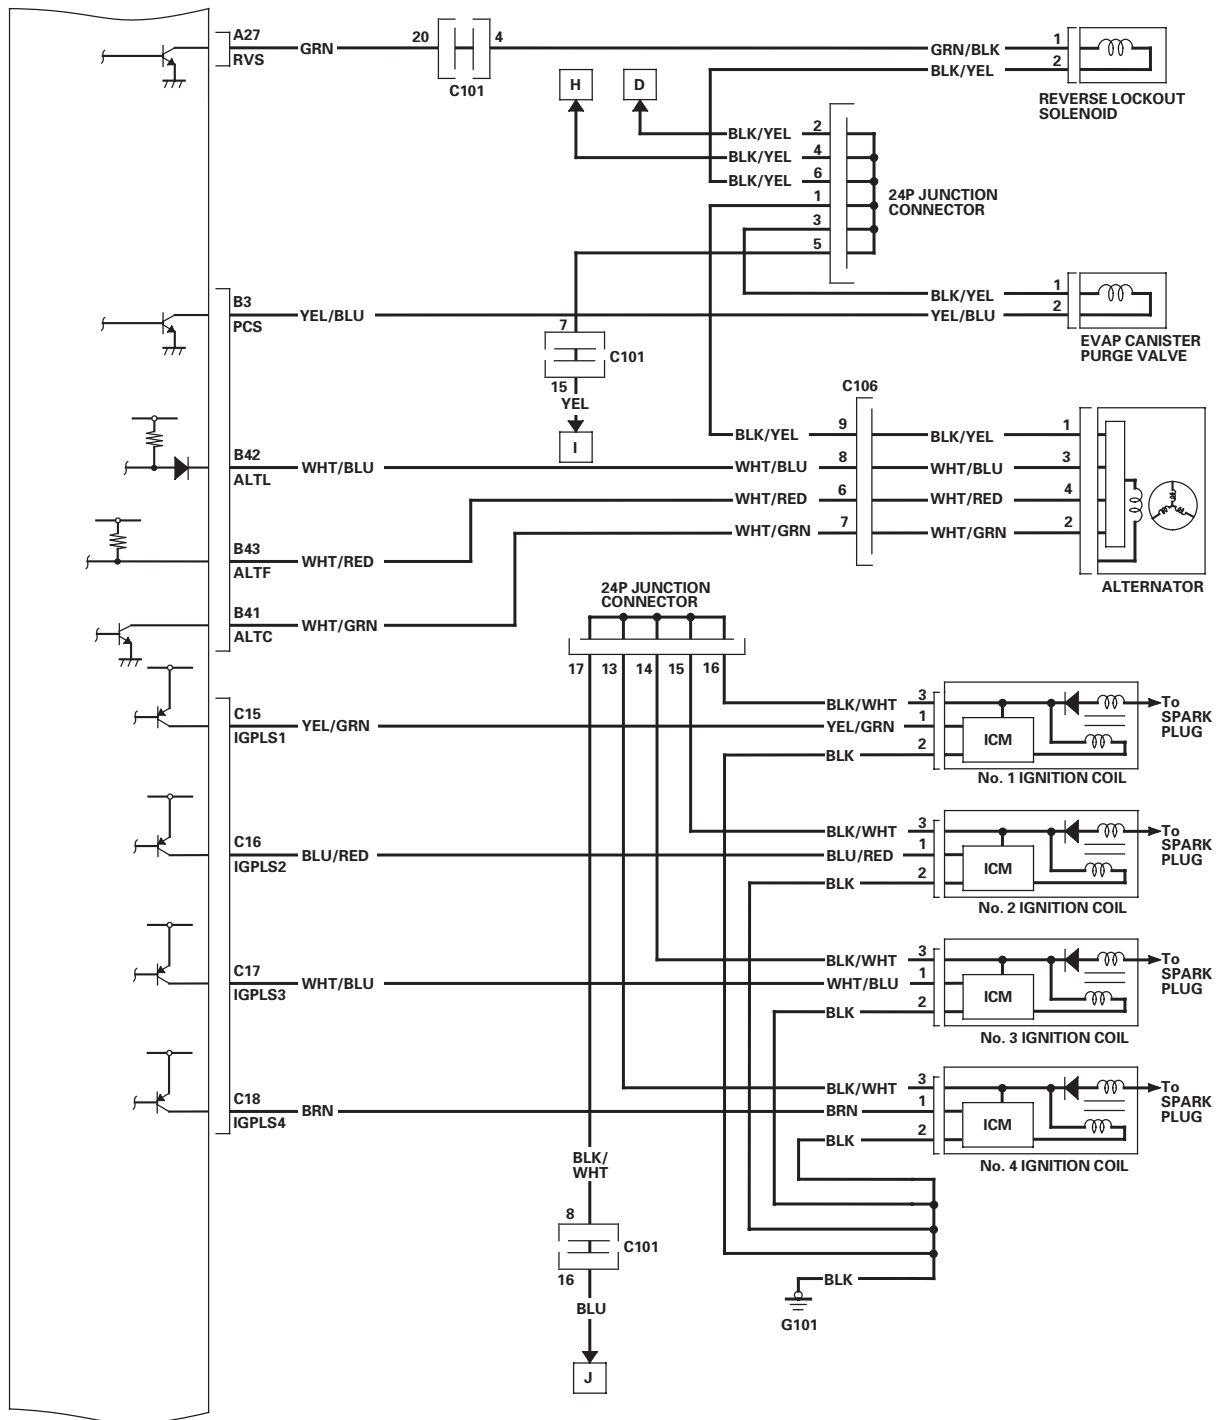 A27
RVS
GRN
20
4
C101
GRN/BLK
1
BLK/YEL
2
REVERSE LOCKOUT
SOLENOID
H
D
BLK/YEL
2
BLK/YEL
4
BLK/YEL
6
1
3
5
24P JUNCTION
CONNECTOR
B3
PCS
YEL/BLU
BLK/YEL
1
YEL/BLU
2
EVAP CANISTER
PURGE VALVE
7
C101
15
YEL
I
C106
BLK/YEL
9
BLK/YEL
1
B42
ALTL
WHT/BLU
WHT/BLU
8
WHT/BLU
3
WHT/RED
6
WHT/RED
4
WHT/GRN
7
WHT/GRN
2
ALTERNATOR
B43
ALTF
WHT/RED
B41
ALTC
WHT/GRN
24P JUNCTION
CONNECTOR
17
13
14
15
16
C15
IGPLS1
YEL/GRN
BLK/WHT
3
YEL/GRN
1
BLK
2
ICM
To
SPARK
PLUG
No. 1 IGNITION COIL
C16
IGPLS2
BLU/RED
BLK/WHT
3
BLU/RED
1
BLK
2
ICM
To
SPARK
PLUG
No. 2 IGNITION COIL
C17
IGPLS3
WHT/BLU
BLK/WHT
3
WHT/BLU
1
BLK
2
ICM
To
SPARK
PLUG
No. 3 IGNITION COIL
C18
IGPLS4
BRN
BLK/WHT
3
BRN
1
BLK
2
ICM
To
SPARK
PLUG
No. 4 IGNITION COIL
BLK/
WHT
8
C101
16
BLU
J
BLK
G101